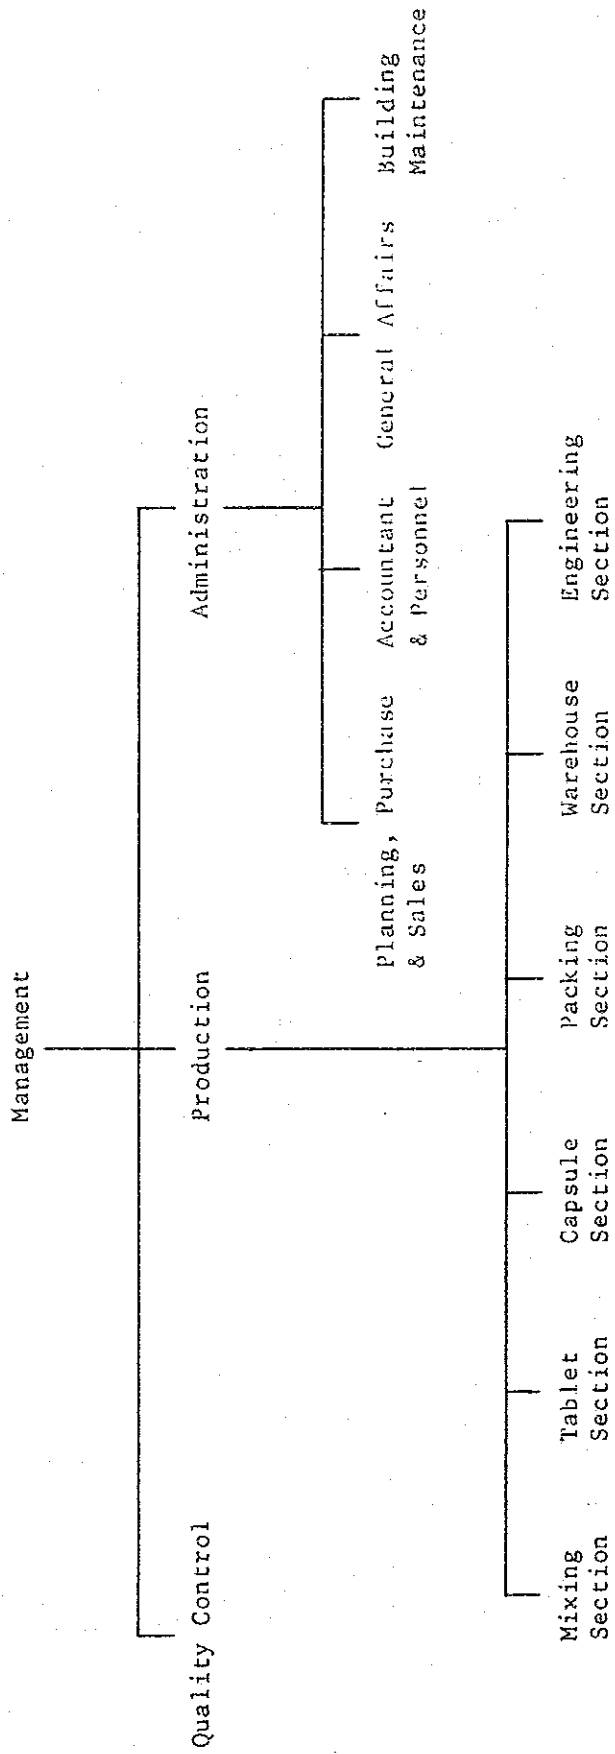 Management
Quality Control
Production
Administration
Planning, Purchase
& Sales
Accountant
& Personnel
General Affairs
Building
Maintenance
Mixing
Section
Tablet
Section
Capsule
Section
Packing
Section
Warehouse
Section
Engineering
Section